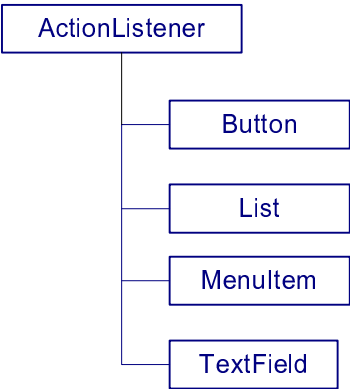 ActionListener
Button
List
MenuItem
TextField